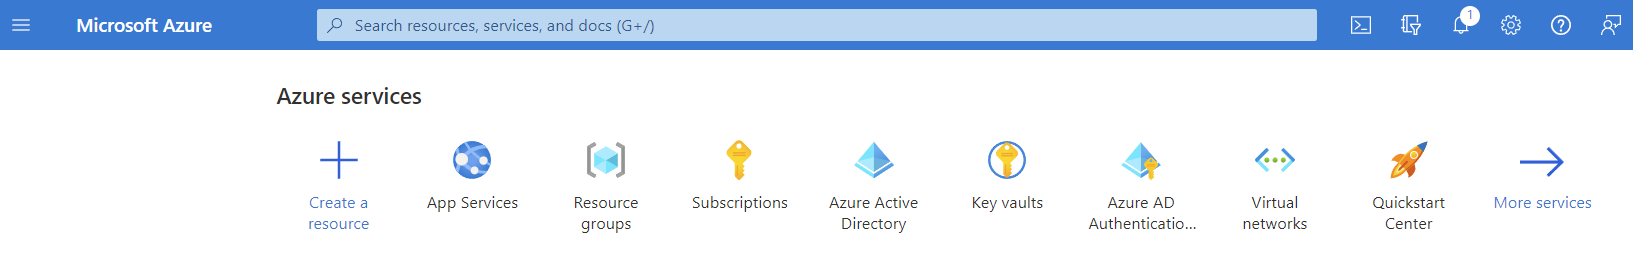 Microsoft Azure
Search resources, services, and docs (G+/)
1
Azure services
Create a
resource
App Services
Resource
groups
Subscriptions
Azure Active
Directory
Key vaults
Azure AD
Authenticatio...
Virtual
networks
Quickstart
Center
More services